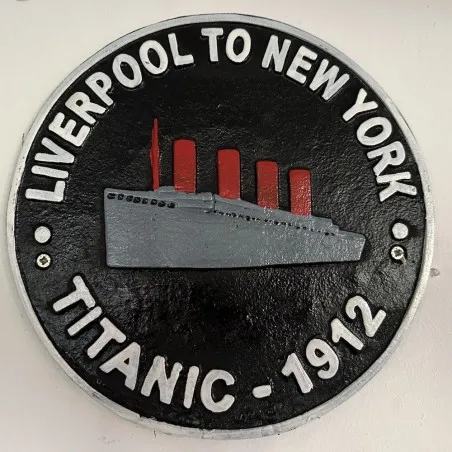 LIVERPOOL TO NEW YORK
TITANIC - 1912